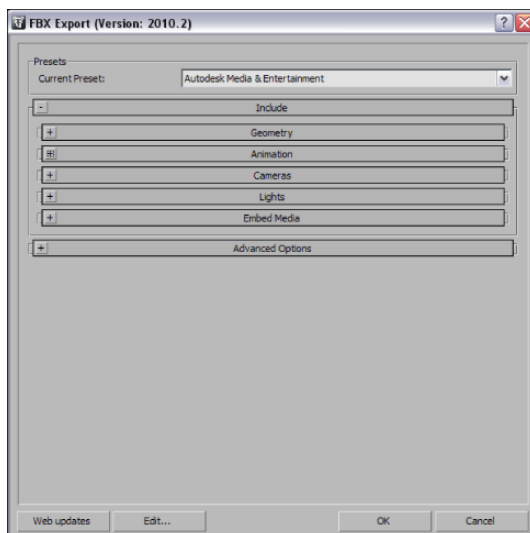 FBX Export (Version: 2010.2)
Presets
Current Preset: Autodesk Media & Entertainment
- Include
+ Geometry
+ Animation
+ Cameras
+ Lights
+ Embed Media
+ Advanced Options
Web updates Edit... OK Cancel